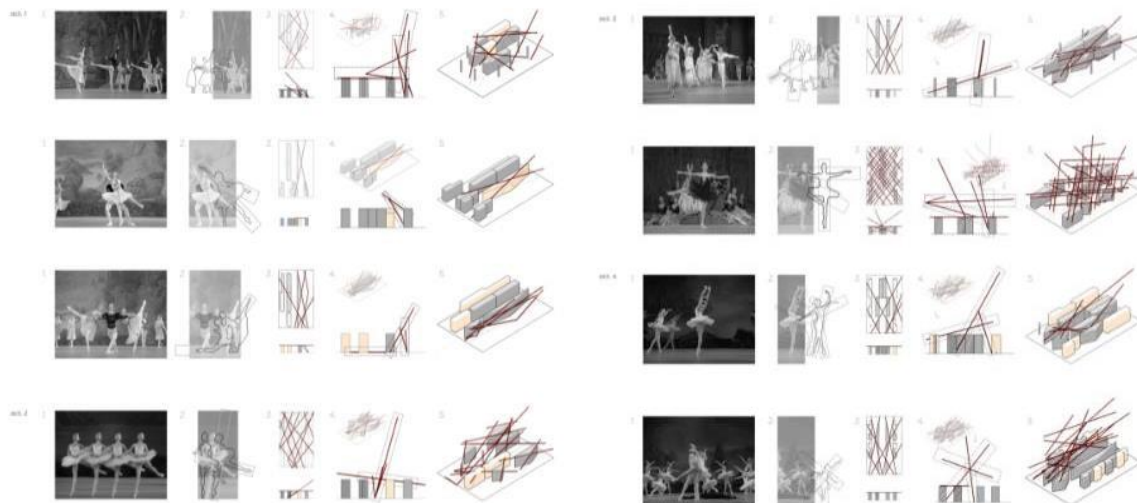 act.1 1. 2. 3. 4. 5.
1. 2. 3. 4. 5.
1. 2. 3. 4. 5.
act.2 1. 2. 3. 4. 5.
act.3 1. 2. 3. 4. 5.
1. 2. 3. 4. 5.
act.4 1. 2. 3. 4. 5.
1. 2. 3. 4. 5.